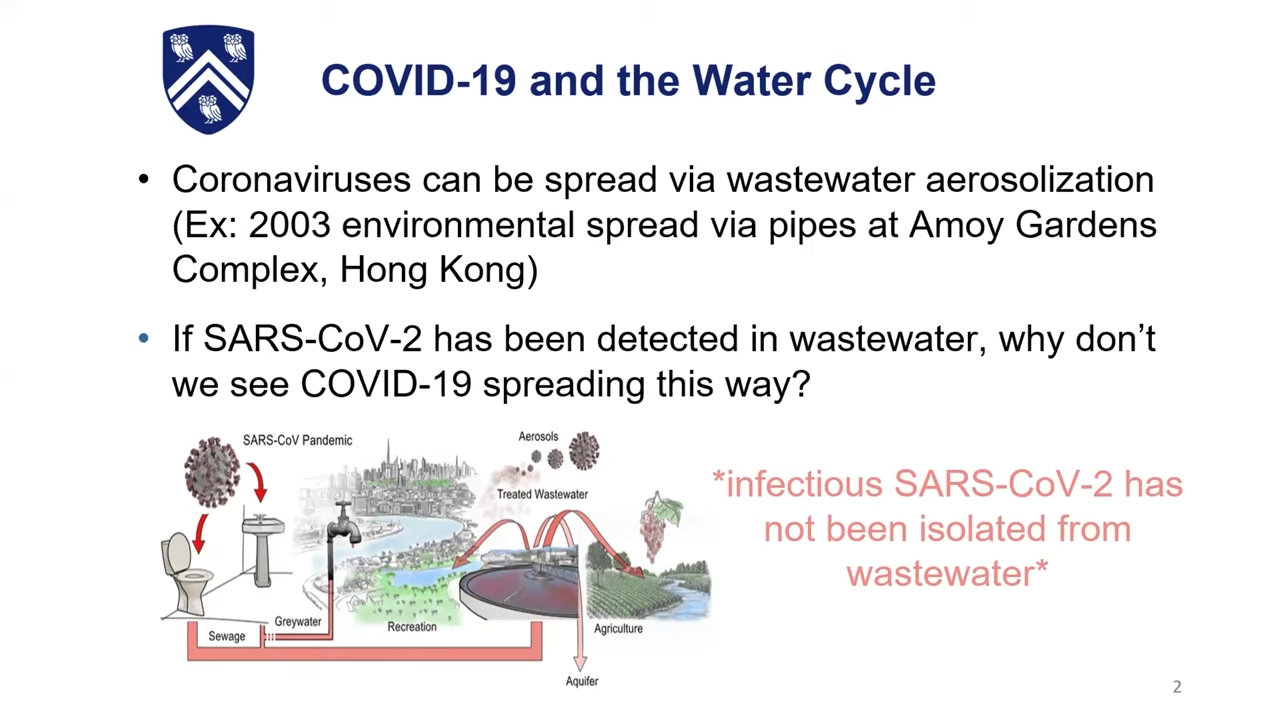 COVID-19 and the Water Cycle
• Coronaviruses can be spread via wastewater aerosolization
(Ex: 2003 environmental spread via pipes at Amoy Gardens
Complex, Hong Kong)
• If SARS-CoV-2 has been detected in wastewater, why don’t
we see COVID-19 spreading this way?
SARS-CoV Pandemic
Aerosols
Treated Wastewater
Sewage
Greywater
Recreation
Agriculture
Aquifer
*infectious SARS-CoV-2 has
not been isolated from
wastewater*
2